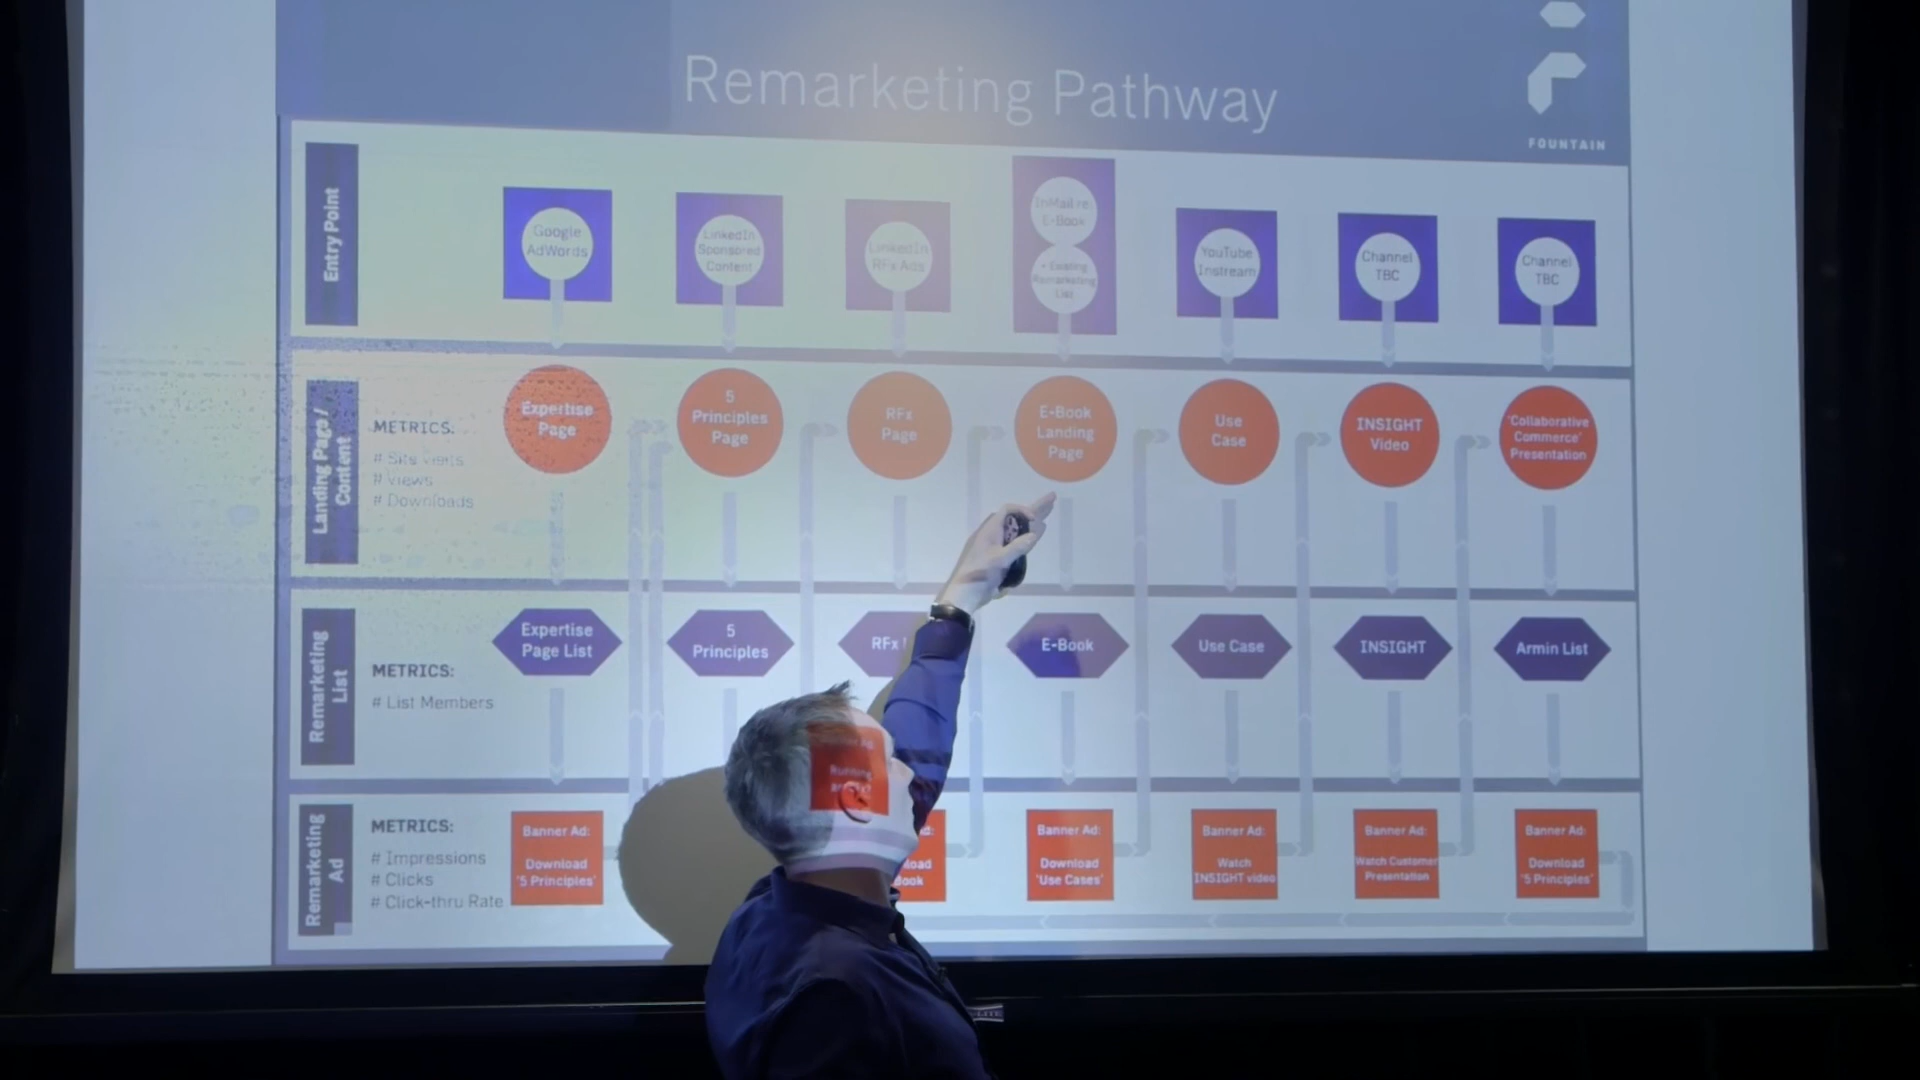 Remarketing Pathway
FOUNTAIN
Entry Point
Google
AdWords
LinkedIn
Sponsored
Content
LinkedIn
RFx Ads
InMail re
E-Book
+ Existing
Remarketing
List
YouTube
Instream
Channel
TBC
Channel
TBC
Landing Page /
Content
METRICS:
# Site Visits
# Views
# Downloads
Expertise
Page
5
Principles
Page
RFx
Page
E-Book
Landing
Page
Use
Case
INSIGHT
Video
'Collaborative
Commerce'
Presentation
Remarketing
List
METRICS:
# List Members
Expertise
Page List
5
Principles
RFx
E-Book
Use Case
INSIGHT
Armin List
Remarketing
Ad
METRICS:
# Impressions
# Clicks
# Click-thru Rate
Banner Ad:
Download
'5 Principles'
Running
Banner Ad:
Download
'Use Cases'
Banner Ad:
Watch
INSIGHT video
Banner Ad:
Watch Customer
Presentation
Banner Ad:
Download
'5 Principles'